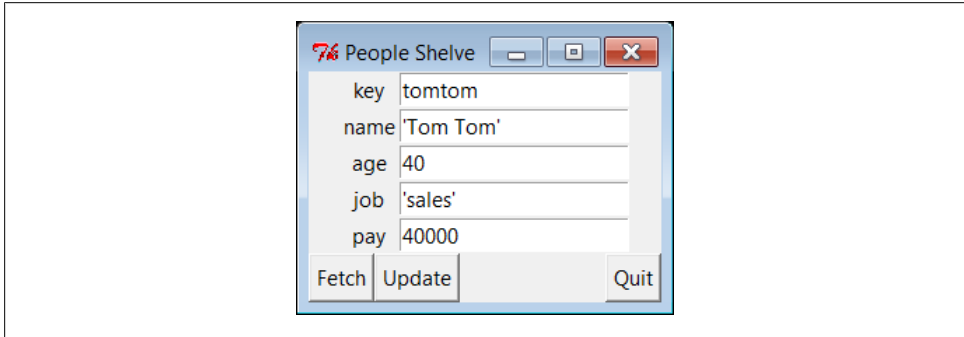 People Shelve
key tomtom
name 'Tom Tom'
age 40
job 'sales'
pay 40000
Fetch Update Quit